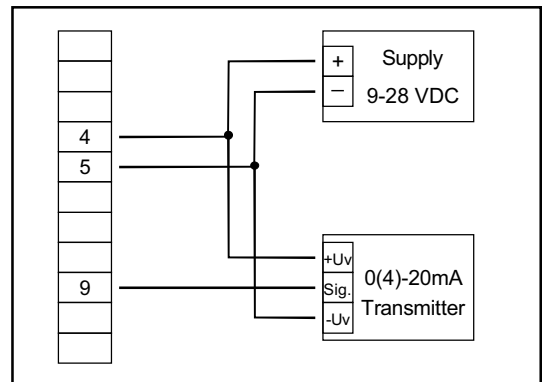 4
5
9
+
–
Supply
9-28 VDC
+Uv
Sig.
-Uv
0(4)-20mA
Transmitter